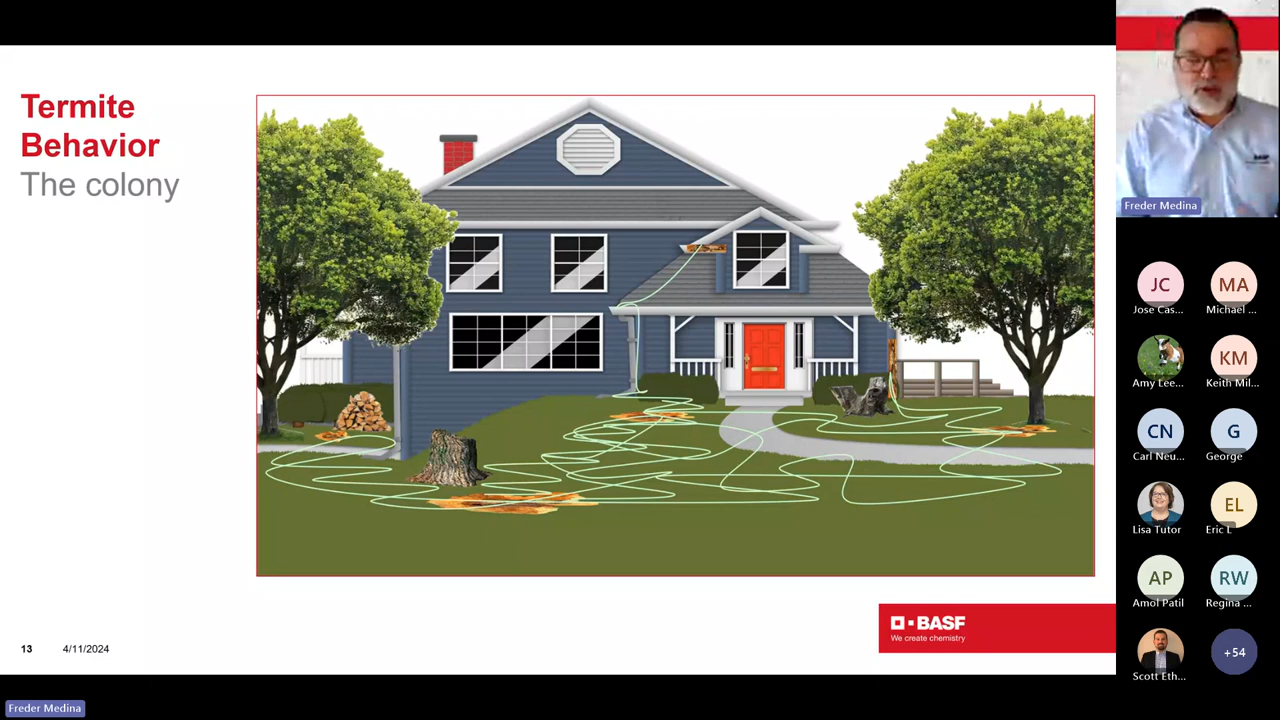 Termite
Behavior
The colony
13
4/11/2024
BASF
We create chemistry
Freder Medina
BASF
Freder Medina
JC
Jose Cas...
MA
Michael ...
Amy Lee...
KM
Keith Mil...
CN
Carl Neu...
G
George
Lisa Tutor
EL
Eric L
AP
Amol Patil
RW
Regina ...
Scott Eth...
+54